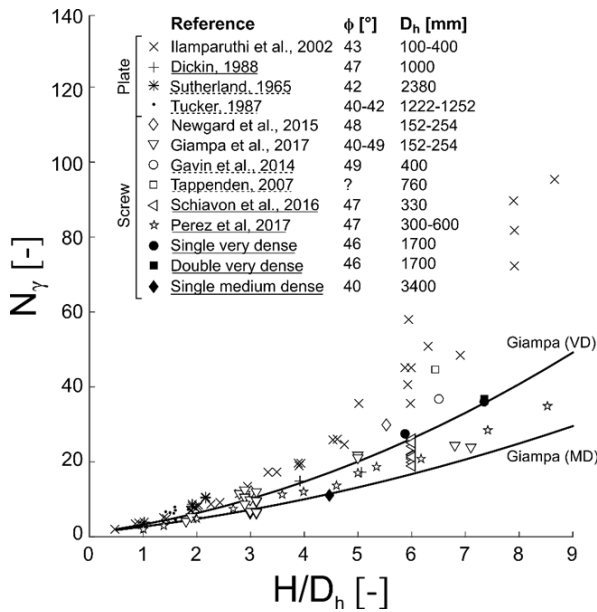 Reference ϕ [°] Dₕ [mm]
Plate
Ilamparuthi et al., 2002 43 100-400
Dickin, 1988 47 1000
Sutherland, 1965 42 2380
Tucker, 1987 40-42 1222-1252
Screw
Newgard et al., 2015 48 152-254
Giampa et al., 2017 40-49 152-254
Gavin et al., 2014 49 400
Tappenden, 2007 ? 760
Schiavon et al., 2016 47 330
Perez et al, 2017 47 300-600
Single very dense 46 1700
Double very dense 46 1700
Single medium dense 40 3400
Nγ [-]
140
120
100
80
60
40
20
0
Giampa (VD)
Giampa (MD)
0 1 2 3 4 5 6 7 8 9
H/Dₕ [-]